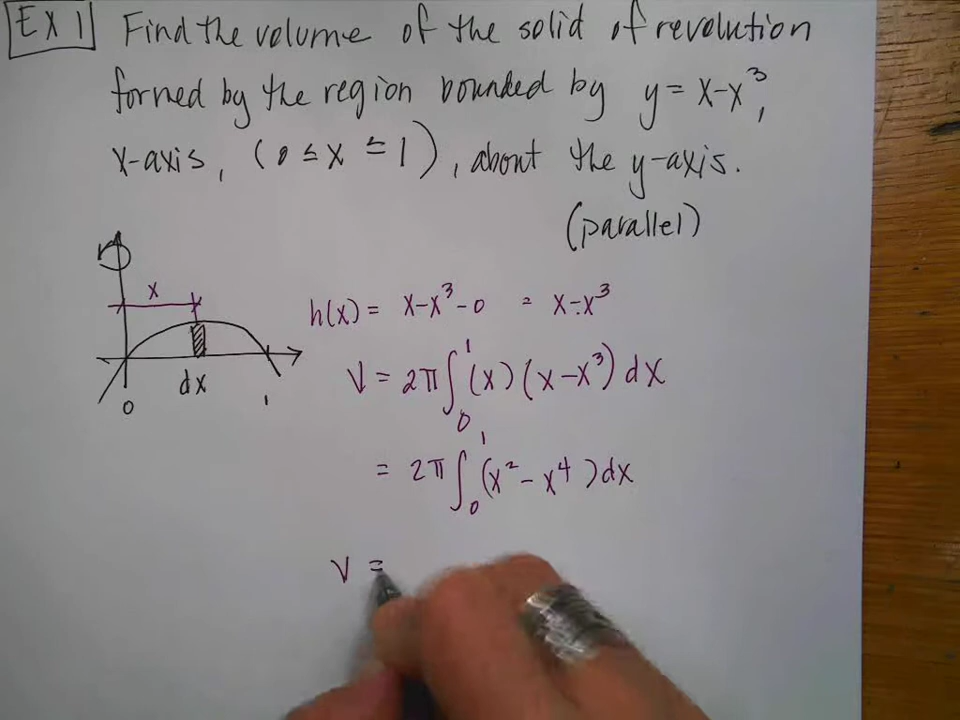 EX 1 Find the volume of the solid of revolution
formed by the region bounded by y = x-x³,
x-axis, (0 ≤ x ≤ 1), about the y-axis.
(parallel)
x
h(x) = x-x³-0 = x-x³
dx
0 1
V = 2π∫₀¹ (x)(x-x³)dx
= 2π∫₀¹ (x²-x⁴)dx
V =